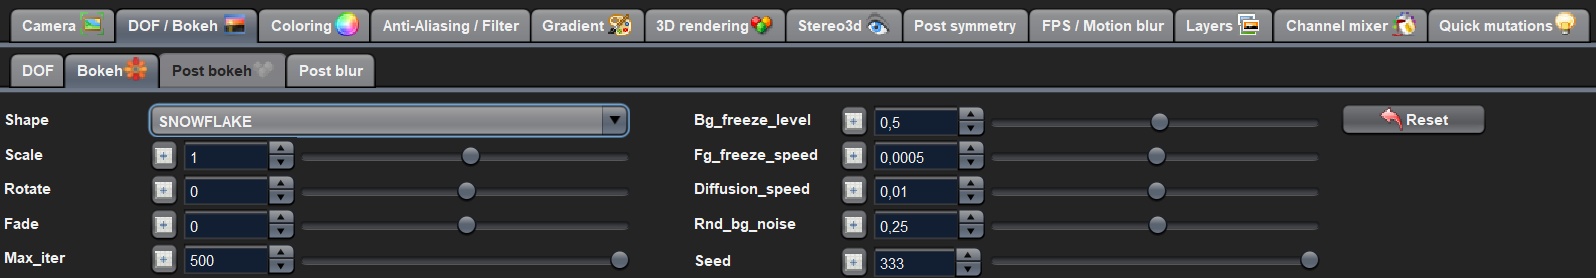 Camera DOF / Bokeh Coloring Anti-Aliasing / Filter Gradient 3D rendering Stereo3d Post symmetry FPS / Motion blur Layers Channel mixer Quick mutations
DOF Bokeh Post bokeh Post blur
Shape SNOWFLAKE Bg_freeze_level 0,5 Reset
Scale 1 Fg_freeze_speed 0,0005
Rotate 0 Diffusion_speed 0,01
Fade 0 Rnd_bg_noise 0,25
Max_iter 500 Seed 333